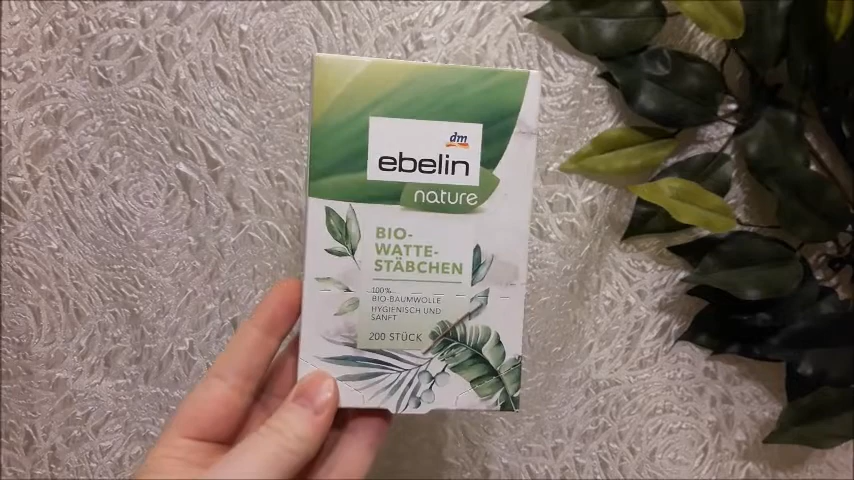 dm
ebelin
nature
BIO-
WATTE-
STÄBCHEN
100%
BIO-BAUMWOLLE
HYGIENISCH UND
SANFT
200 STÜCK